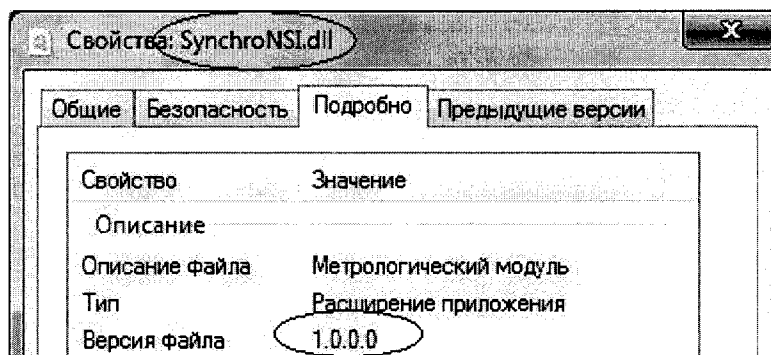 Свойства: SynchroNSI.dll
Общие Безопасность Подробно Предыдущие версии
Свойство Значение
Описание
Описание файла Метрологический модуль
Тип Расширение приложения
Версия файла 1.0.0.0